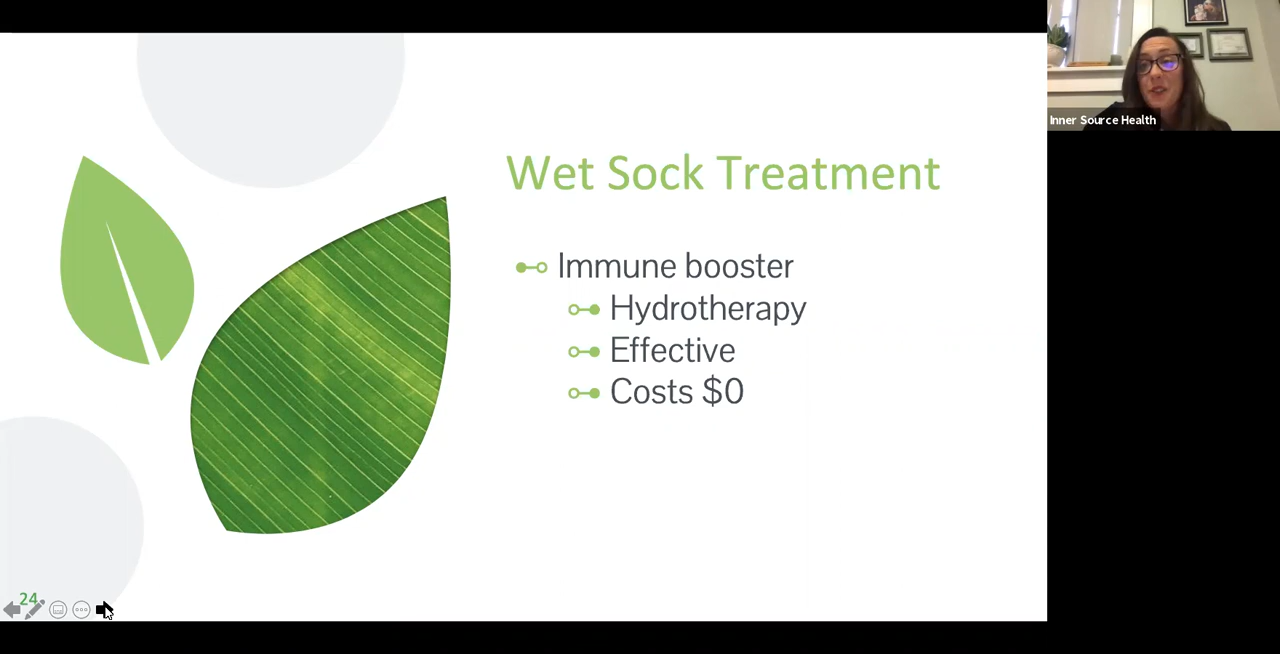 Wet Sock Treatment
Immune booster
Hydrotherapy
Effective
Costs $0
24
Inner Source Health